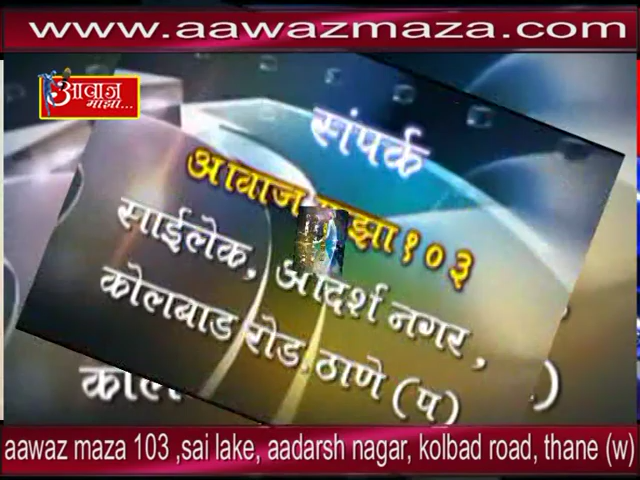 www.aawazmaza.com
आवाज
माझा...
संपर्क
आवाज माझा १०३
साईलेक, आदर्श नगर,
कोलबाड रोड, ठाणे (प)
काल
)
aawaz maza 103 ,sai lake, aadarsh nagar, kolbad road, thane (w)